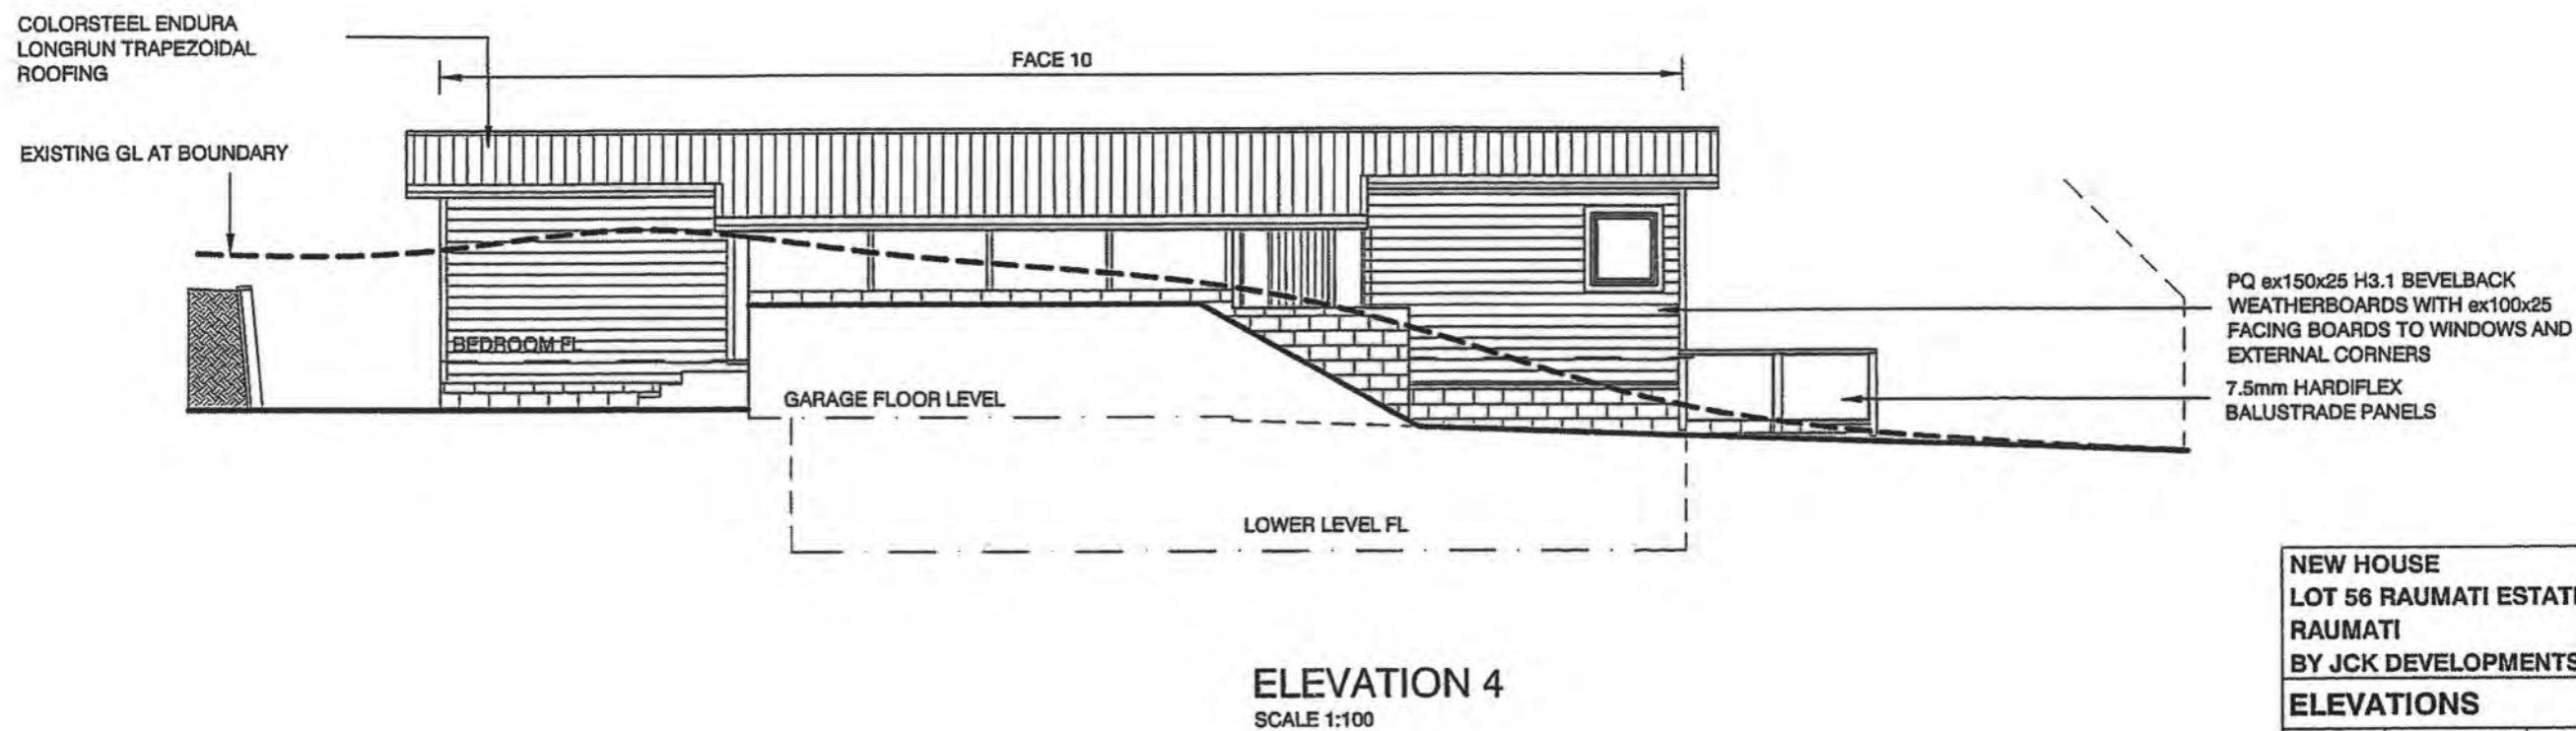 COLORSTEEL ENDURA
LONGRUN TRAPEZOIDAL
ROOFING
FACE 10
EXISTING GL AT BOUNDARY
BEDROOM FL
GARAGE FLOOR LEVEL
LOWER LEVEL FL
PQ ex150x25 H3.1 BEVELBACK
WEATHERBOARDS WITH ex100x25
FACING BOARDS TO WINDOWS AND
EXTERNAL CORNERS
7.5mm HARDIFLEX
BALUSTRADE PANELS
ELEVATION 4
SCALE 1:100
NEW HOUSE
LOT 56 RAUMATI ESTATE
RAUMATI
BY JCK DEVELOPMENTS
ELEVATIONS